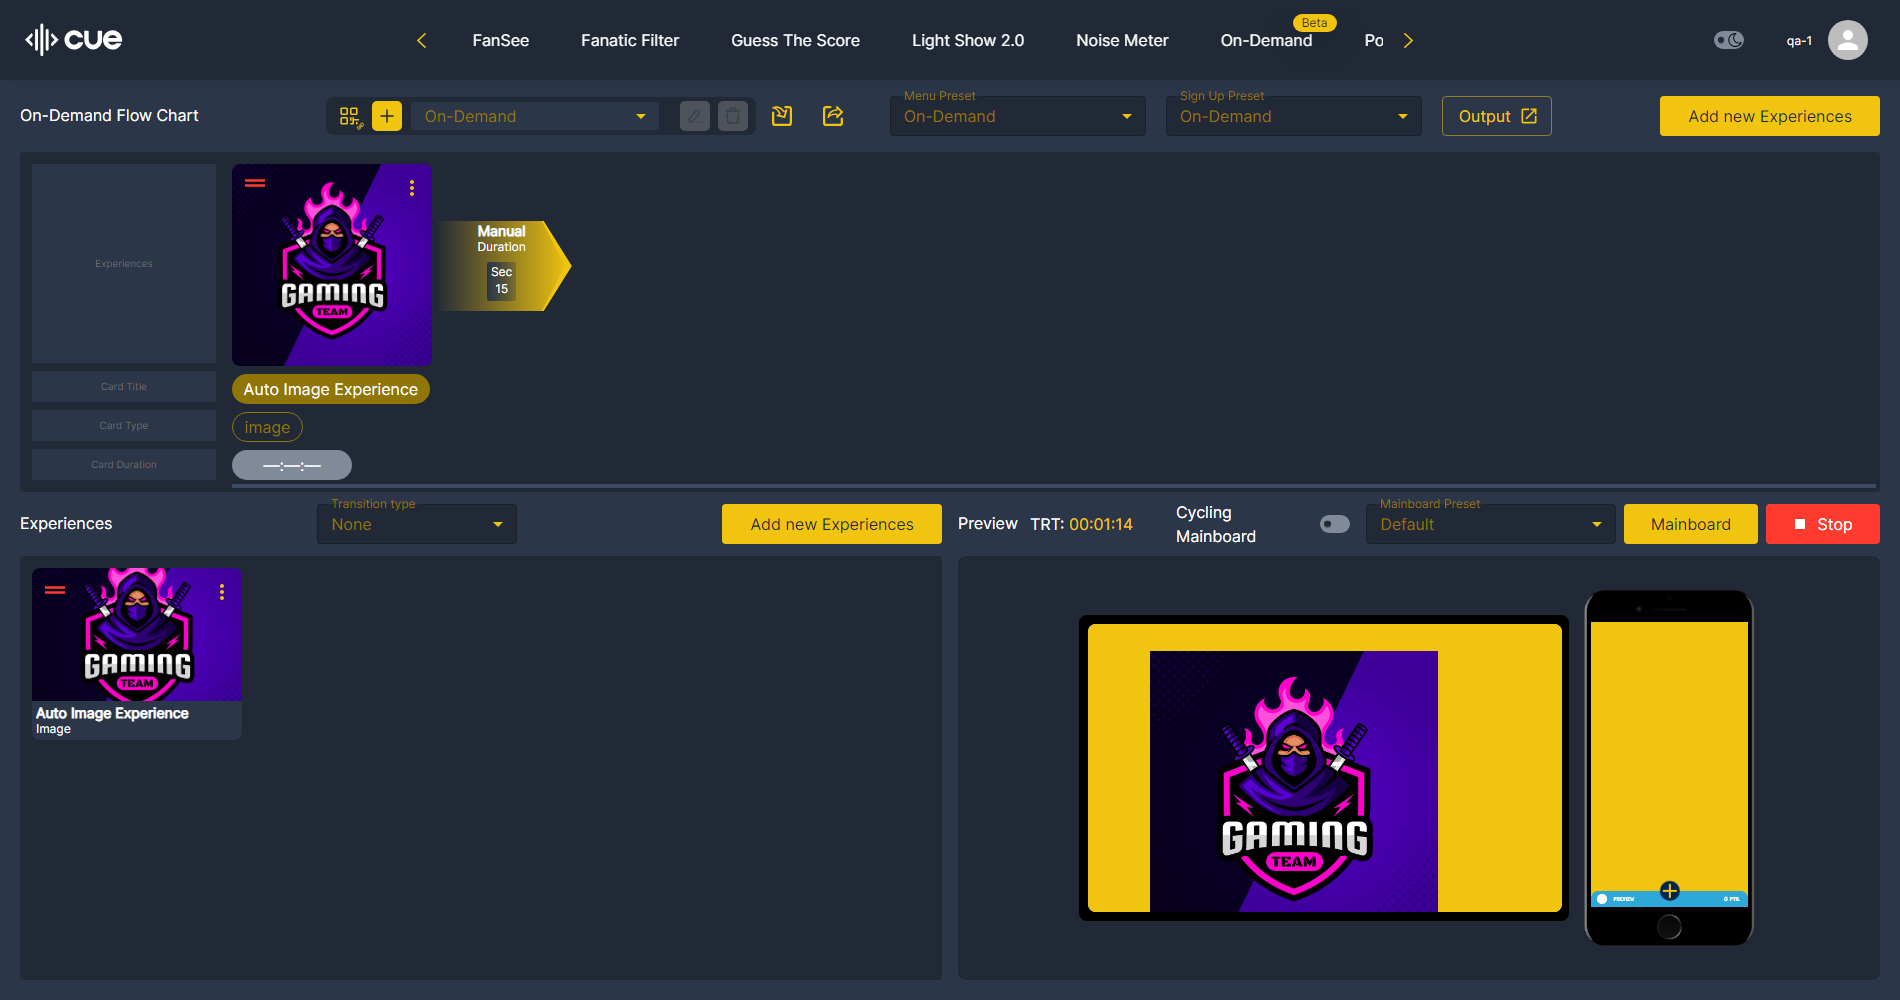 cue
FanSee
Fanatic Filter
Guess The Score
Light Show 2.0
Noise Meter
On-Demand
Beta
Po
qa-1
On-Demand Flow Chart
On-Demand
Menu Preset
On-Demand
Sign Up Preset
On-Demand
Output
Add new Experiences
Experiences
GAMING
TEAM
Manual
Duration
Sec
15
Card Title
Auto Image Experience
Card Type
image
Card Duration
—:—:—
Experiences
Transition type
None
Add new Experiences
Preview
TRT: 00:01:14
Cycling
Mainboard
Mainboard Preset
Default
Mainboard
Stop
GAMING
TEAM
Auto Image Experience
Image
GAMING
TEAM
PREVIEW
0 PTS.